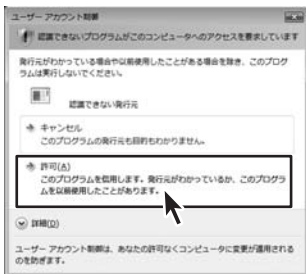 ユーザー アカウント制御
認識できないプログラムがこのコンピュータへのアクセスを要求しています
発行元がわかっている場合や以前使用したことがある場合を除き、このプログ
ラムは実行しないでください。
認識できない発行元
キャンセル
このプログラムの発行元も目的もわかりません。
許可(A)
このプログラムを信用します。発行元がわかっているか、このプログラ
ムを以前使用したことがあります。
詳細(D)
ユーザー アカウント制御は、あなたの許可なくコンピュータに変更が適用される
のを防ぎます。